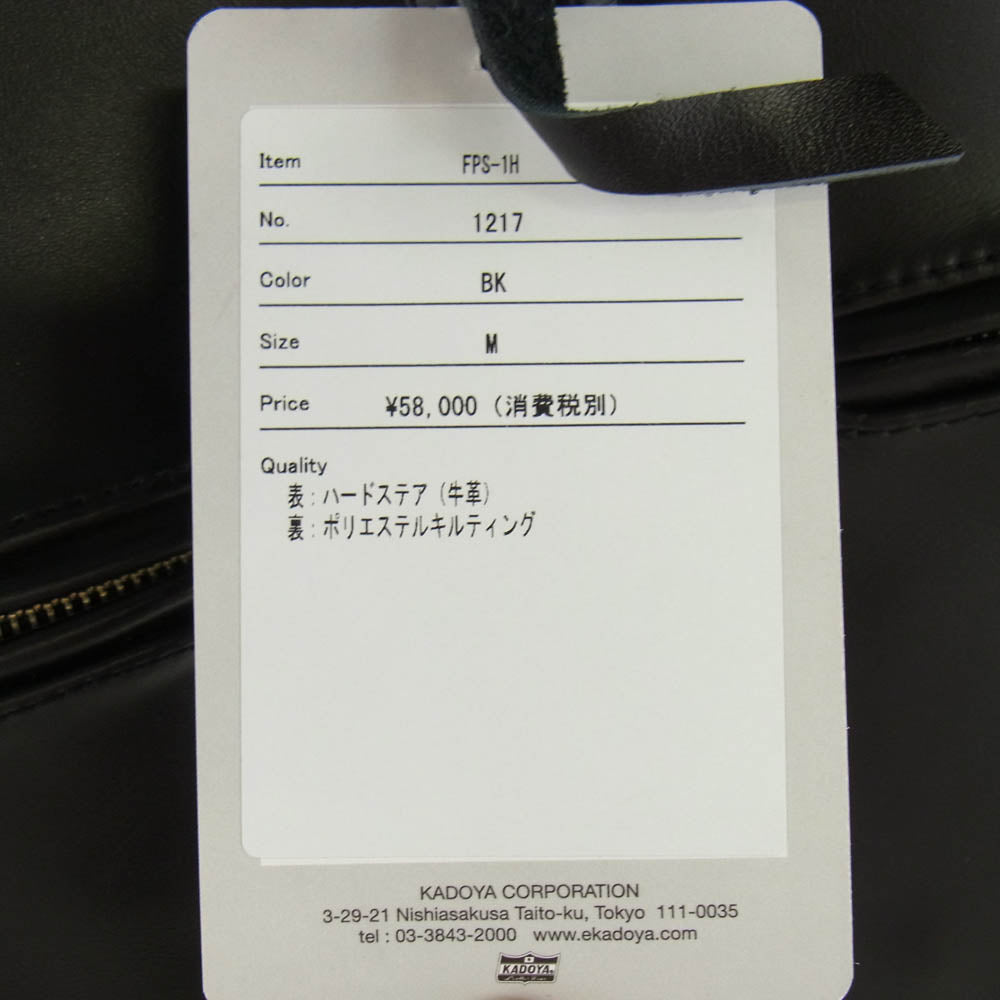 Item FPS-1H
No. 1217
Color BK
Size M
Price ¥58,000 (消費税別)
Quality
表：ハードステア (牛革)
裏：ポリエステルキルティング
KADOYA CORPORATION
3-29-21 Nishiasakusa Taito-ku, Tokyo 111-0035
tel : 03-3843-2000 www.ekadoya.com
KADOYA